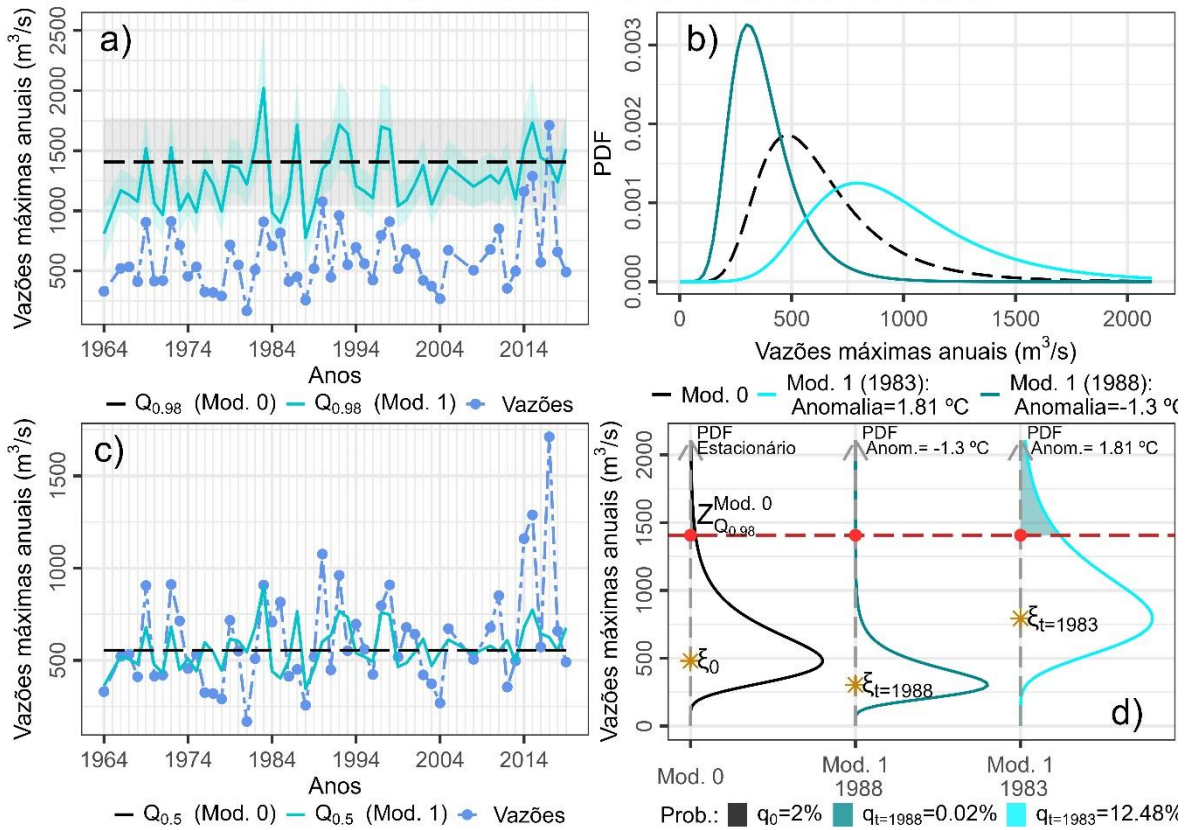 a)
Vazões máximas anuais (m³/s)
2500
2000
1500
1000
500
1964 1974 1984 1994 2004 2014
Anos
Q0.98 (Mod. 0) Q0.98 (Mod. 1) Vazões
b)
PDF
0.003
0.002
0.001
0.000
0 500 1000 1500 2000
Vazões máximas anuais (m³/s)
Mod. 0 Mod. 1 (1983): Mod. 1 (1988):
Anomalia=1.81 ºC Anomalia=-1.3 ºC
c)
Vazões máximas anuais (m³/s)
1500
1000
500
1964 1974 1984 1994 2004 2014
Anos
Q0.5 (Mod. 0) Q0.5 (Mod. 1) Vazões
d)
Vazões máximas anuais (m³/s)
2000
1500
1000
500
0
PDF PDF PDF
Estacionário Anom.= -1.3 ºC Anom.= 1.81 ºC
Z Mod. 0 Q0.98
ξ0
ξt=1988
ξt=1983
Mod. 0 Mod. 1 Mod. 1
1988 1983
Prob.: q0=2% qt=1988=0.02% qt=1983=12.48%